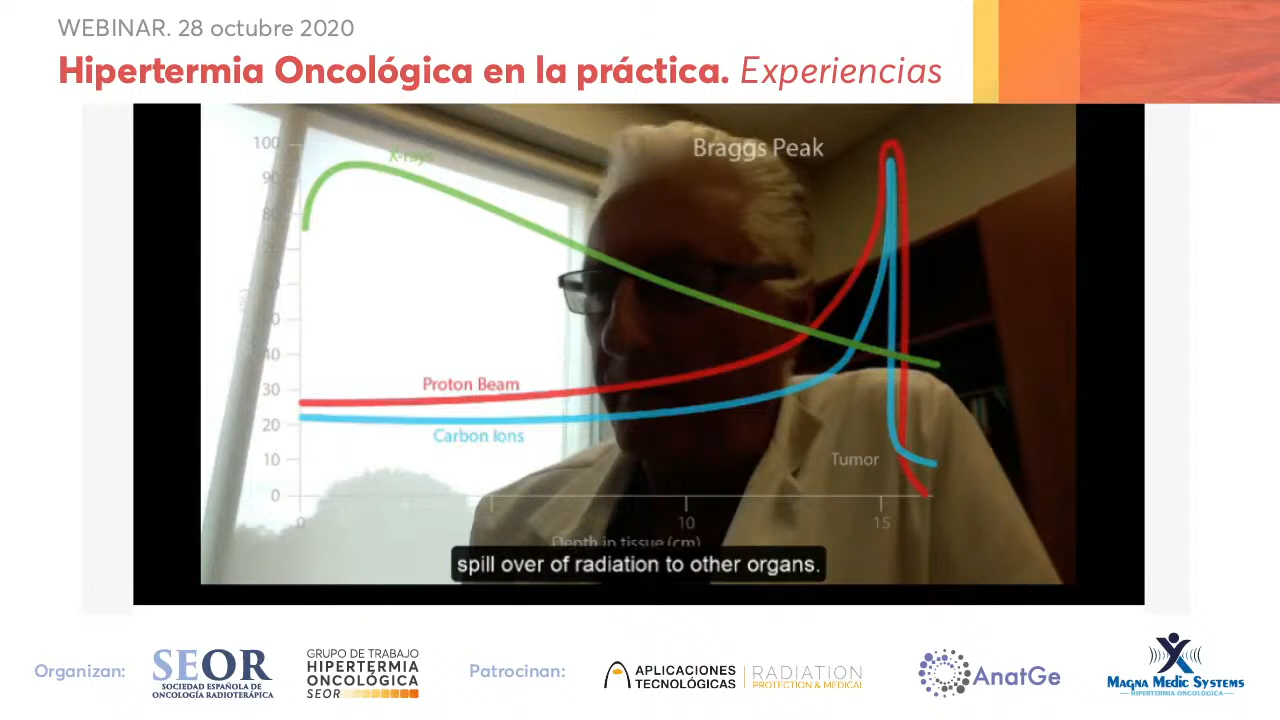 WEBINAR. 28 octubre 2020
Hipertermia Oncológica en la práctica. Experiencias
Braggs Peak
X-rays
100
90
80
40
30
20
10
0
Proton Beam
Carbon Ions
Tumor
0
10
15
Depth in tissue (cm)
spill over of radiation to other organs.
Organizan:
SEOR
SOCIEDAD ESPAÑOLA DE
ONCOLOGÍA RADIOTERÁPICA
GRUPO DE TRABAJO
HIPERTERMIA
ONCOLÓGICA
SEOR
Patrocinan:
APLICACIONES
TECNOLÓGICAS
RADIATION
PROTECTION & MEDICAL
AnatGe
Magna Medic Systems
HIPERTERMIA ONCOLÓGICA